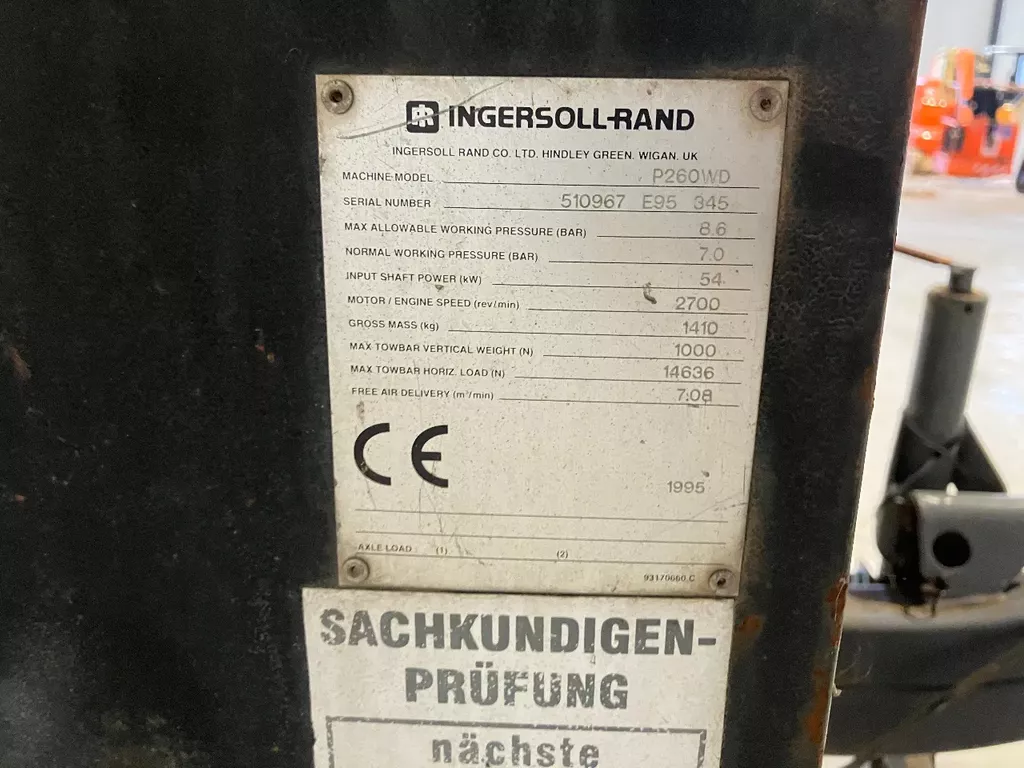 IR INGERSOLL-RAND
INGERSOLL RAND CO. LTD. HINDLEY GREEN. WIGAN. UK
MACHINE MODEL P260WD
SERIAL NUMBER 510967 E95 345
MAX ALLOWABLE WORKING PRESSURE (BAR) 8.6
NORMAL WORKING PRESSURE (BAR) 7.0
INPUT SHAFT POWER (kW) 54
MOTOR / ENGINE SPEED (rev/min) 2700
GROSS MASS (kg) 1410
MAX TOWBAR VERTICAL WEIGHT (N) 1000
MAX TOWBAR HORIZ. LOAD (N) 14636
FREE AIR DELIVERY (m³/min) 7.08
CE
1995
AXLE LOAD (1) (2)
93170660.C
SACHKUNDIGEN-
PRÜFUNG
nächste